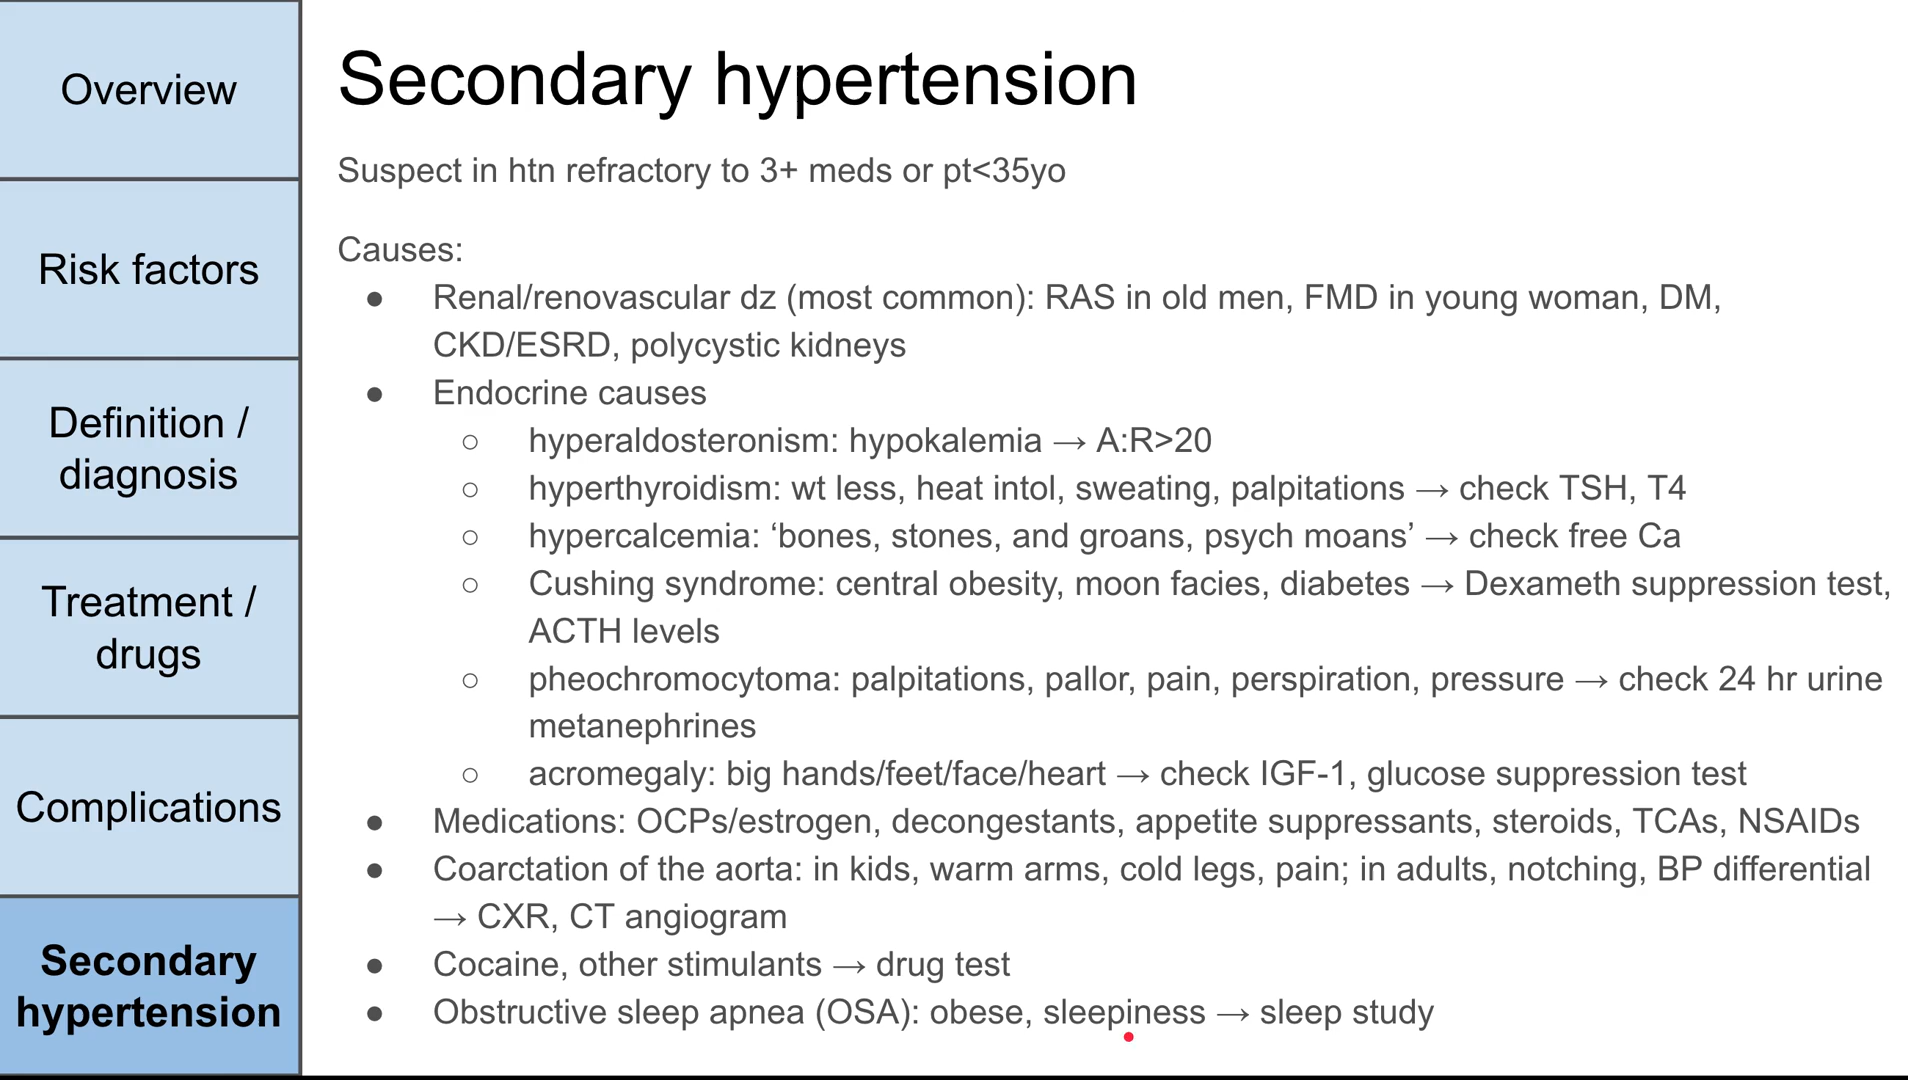 Overview
Risk factors
Definition /
diagnosis
Treatment /
drugs
Complications
Secondary
hypertension
Secondary hypertension
Suspect in htn refractory to 3+ meds or pt<35yo
Causes:
● Renal/renovascular dz (most common): RAS in old men, FMD in young woman, DM,
CKD/ESRD, polycystic kidneys
● Endocrine causes
○ hyperaldosteronism: hypokalemia → A:R>20
○ hyperthyroidism: wt less, heat intol, sweating, palpitations → check TSH, T4
○ hypercalcemia: ‘bones, stones, and groans, psych moans’ → check free Ca
○ Cushing syndrome: central obesity, moon facies, diabetes → Dexameth suppression test,
ACTH levels
○ pheochromocytoma: palpitations, pallor, pain, perspiration, pressure → check 24 hr urine
metanephrines
○ acromegaly: big hands/feet/face/heart → check IGF-1, glucose suppression test
● Medications: OCPs/estrogen, decongestants, appetite suppressants, steroids, TCAs, NSAIDs
● Coarctation of the aorta: in kids, warm arms, cold legs, pain; in adults, notching, BP differential
→ CXR, CT angiogram
● Cocaine, other stimulants → drug test
● Obstructive sleep apnea (OSA): obese, sleepiness → sleep study